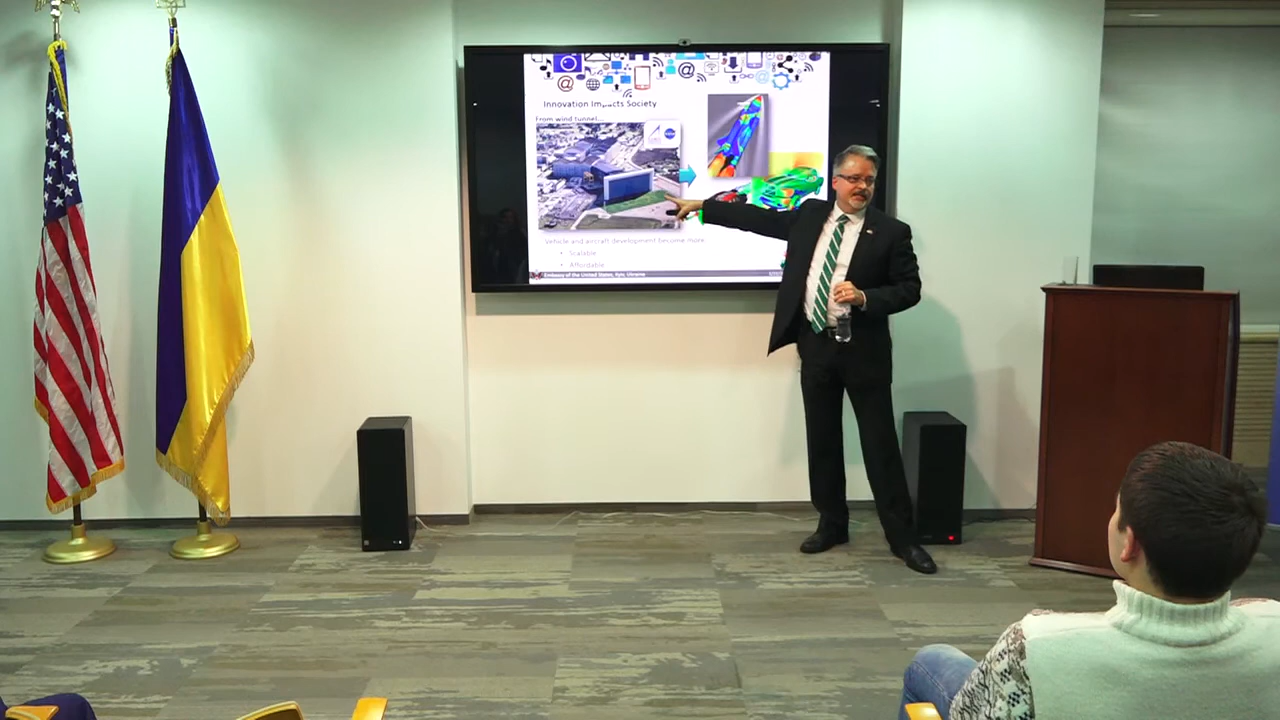 Innovation Impacts Society
From wind tunnel...
Vehicle and aircraft development become more:
• Scalable
• Affordable
Embassy of the United States, Kyiv, Ukraine